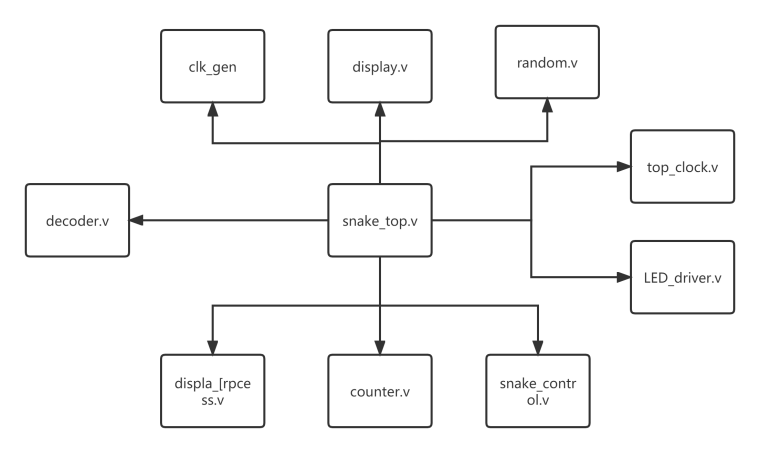 clk_gen
display.v
random.v
top_clock.v
decoder.v
snake_top.v
LED_driver.v
displa_[rpce
ss.v
counter.v
snake_contr
ol.v